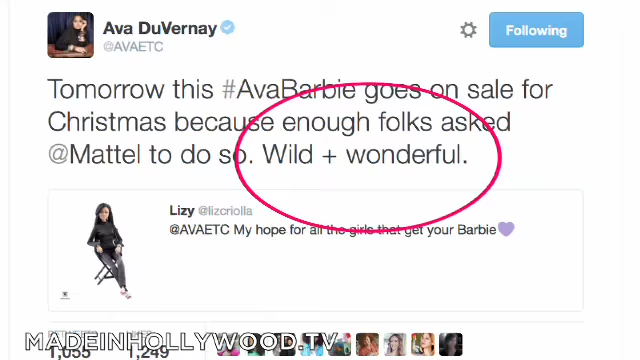 Ava DuVernay
@AVAETC
Following
Tomorrow this #AvaBarbie goes on sale for
Christmas because enough folks asked
@Mattel to do so. Wild + wonderful.
Lizy @lizcriolla
@AVAETC My hope for all the girls that get your Barbie
MADEINHOLLYWOOD.TV
1,055 1,249